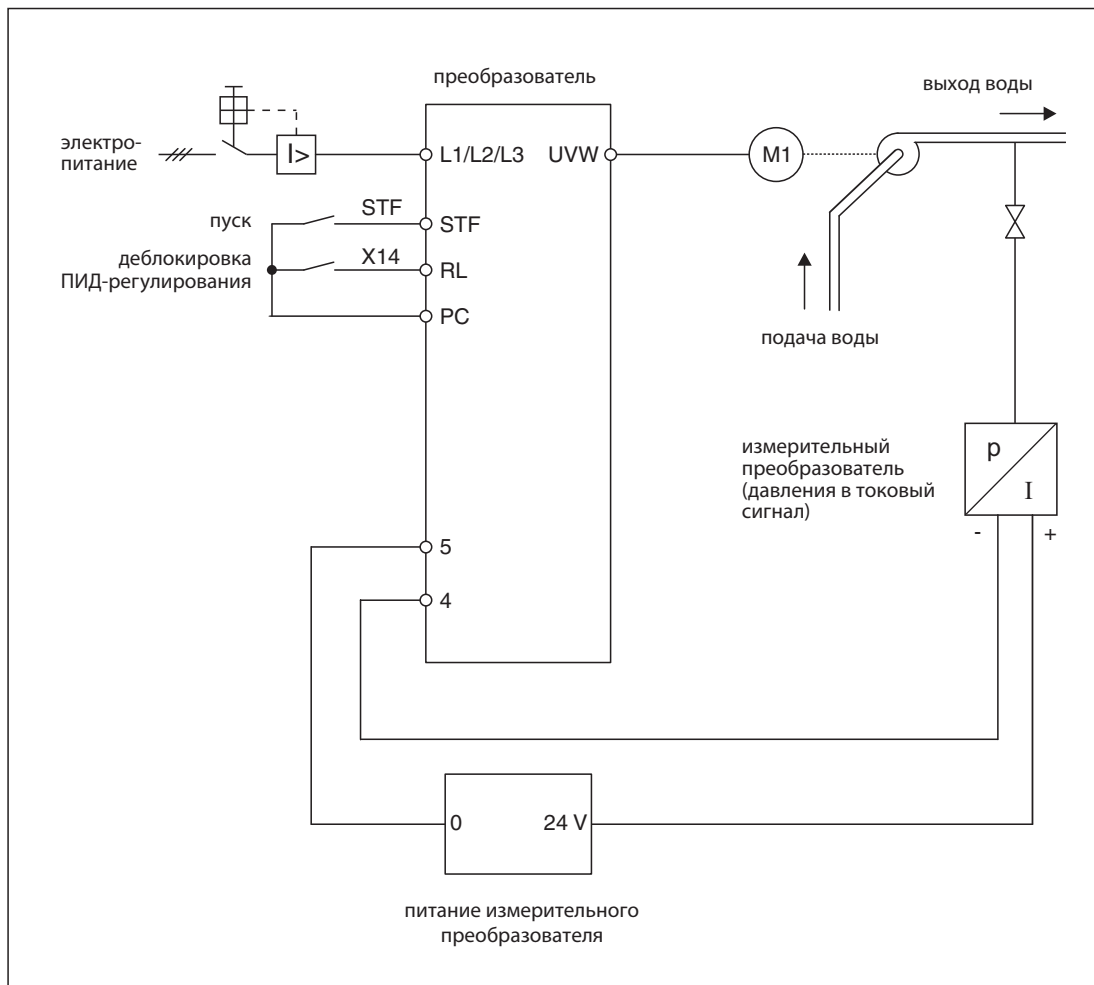 преобразователь
выход воды
электро-
питание
I>
L1/L2/L3
UVW
M1
пуск
STF
STF
деблокировка
ПИД-регулирования
X14
RL
PC
подача воды
измерительный
преобразователь
(давления в токовый
сигнал)
p
I
-
+
5
4
0
24 V
питание измерительного
преобразователя